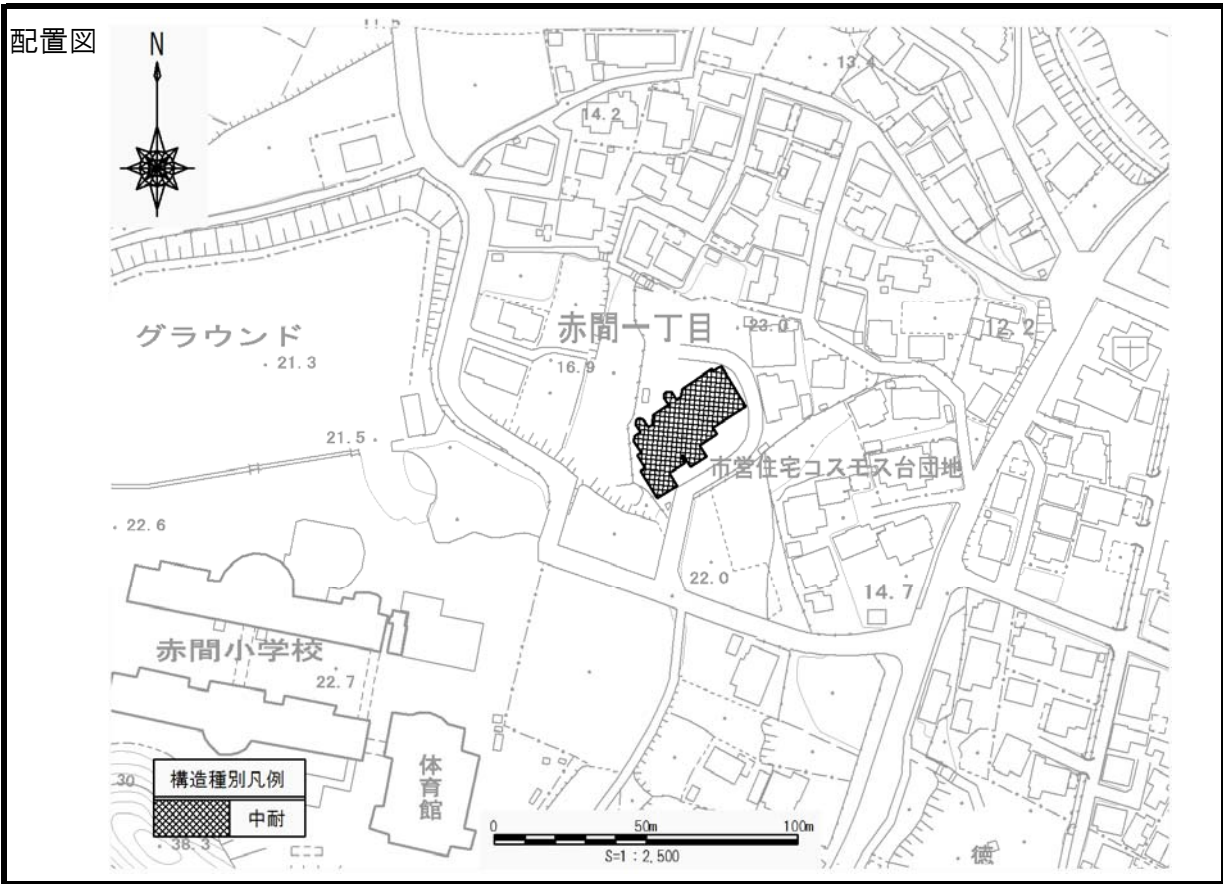 配置図
N
13.4
14.2
赤間一丁目
23.0
12.2
グラウンド
21.3
16.9
21.5
市営住宅コスモス台団地
22.6
22.0
14.7
赤間小学校
22.7
体育館
30
構造種別凡例
中耐
38.3
0 50m 100m
S=1：2,500
徳